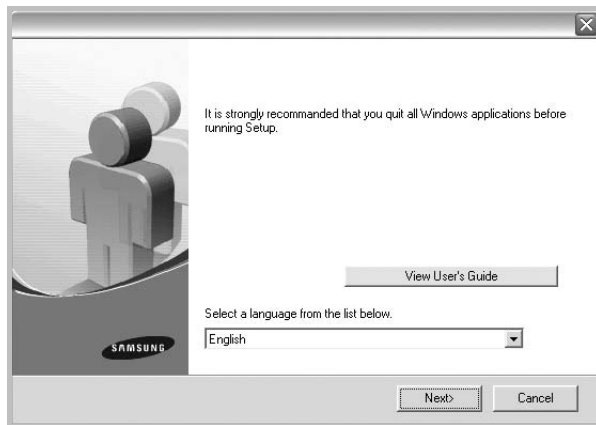 It is strongly recommanded that you quit all Windows applications before
running Setup.
View User's Guide
Select a language from the list below.
English
SAMSUNG
Next>
Cancel